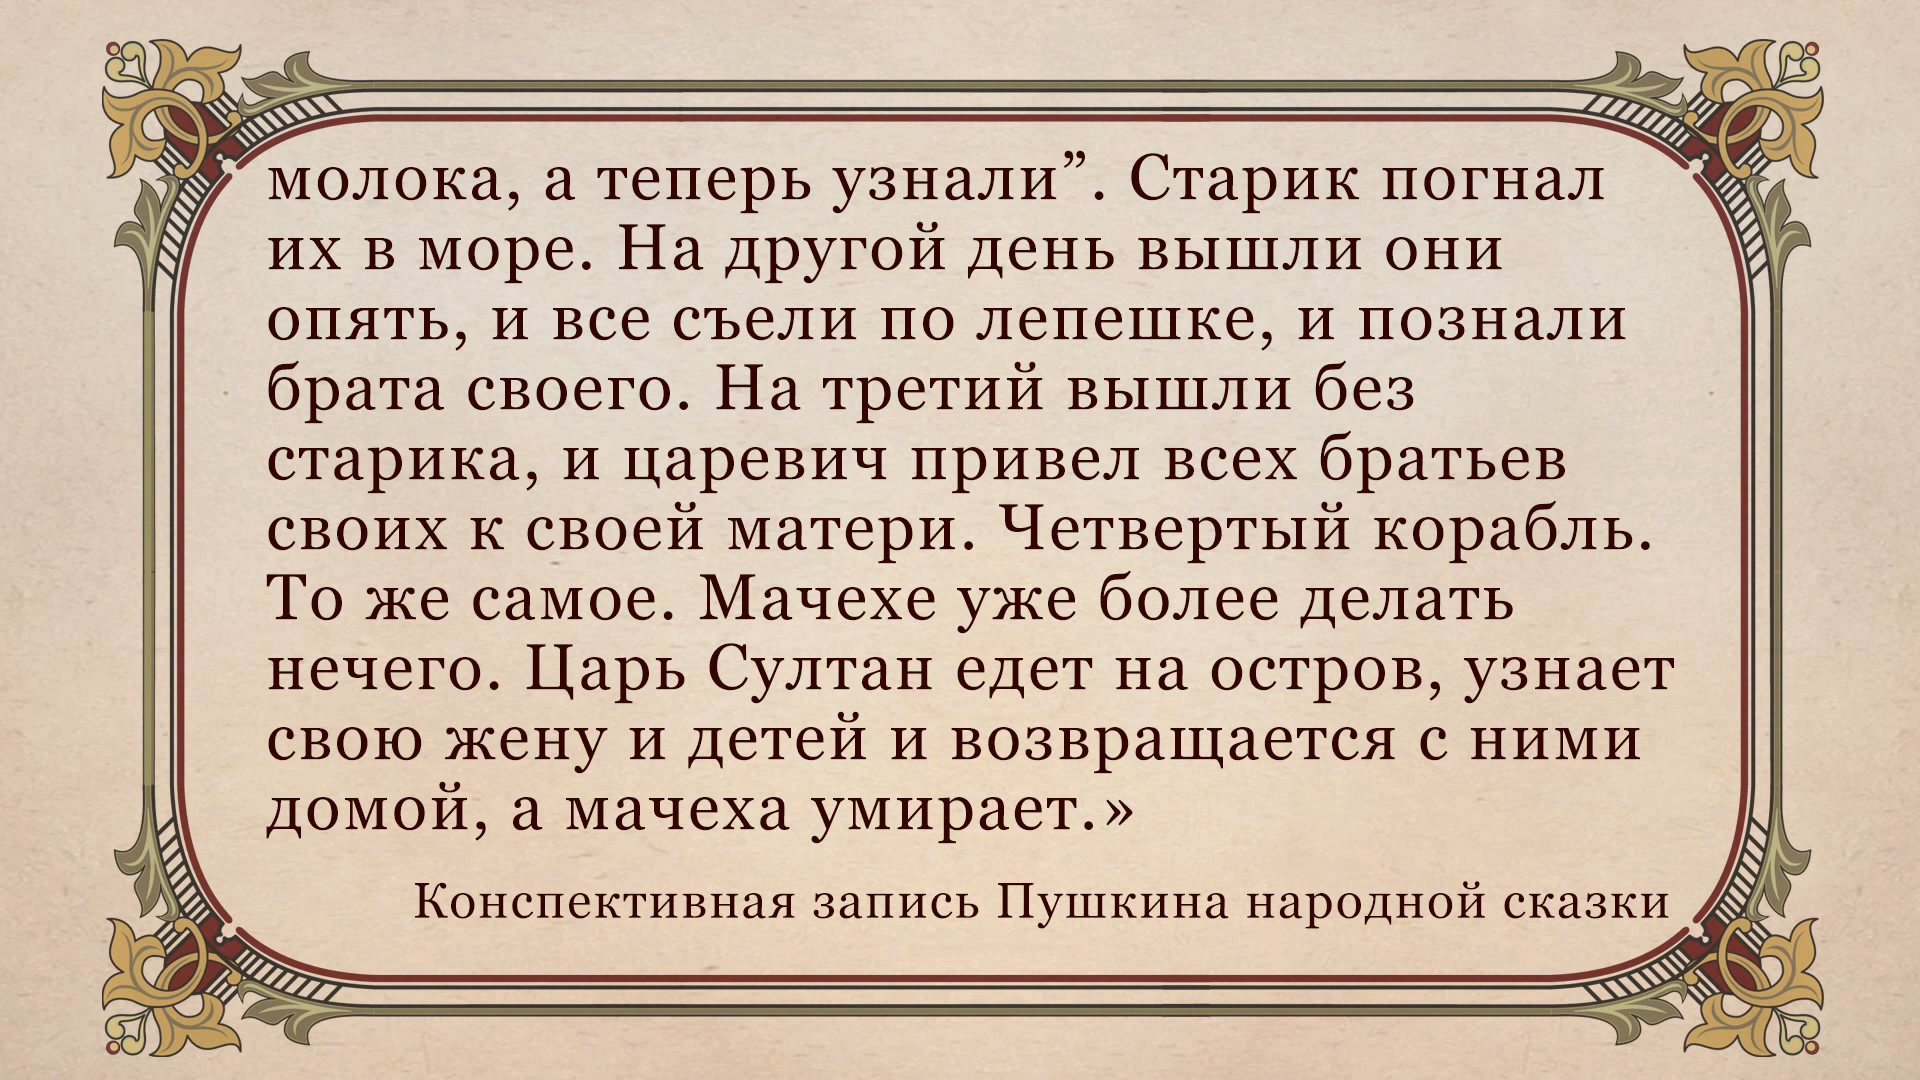 молока, а теперь узнали”. Старик погнал
их в море. На другой день вышли они
опять, и все съели по лепешке, и познали
брата своего. На третий вышли без
старика, и царевич привел всех братьев
своих к своей матери. Четвертый корабль.
То же самое. Мачехе уже более делать
нечего. Царь Султан едет на остров, узнает
свою жену и детей и возвращается с ними
домой, а мачеха умирает.»
Конспективная запись Пушкина народной сказки